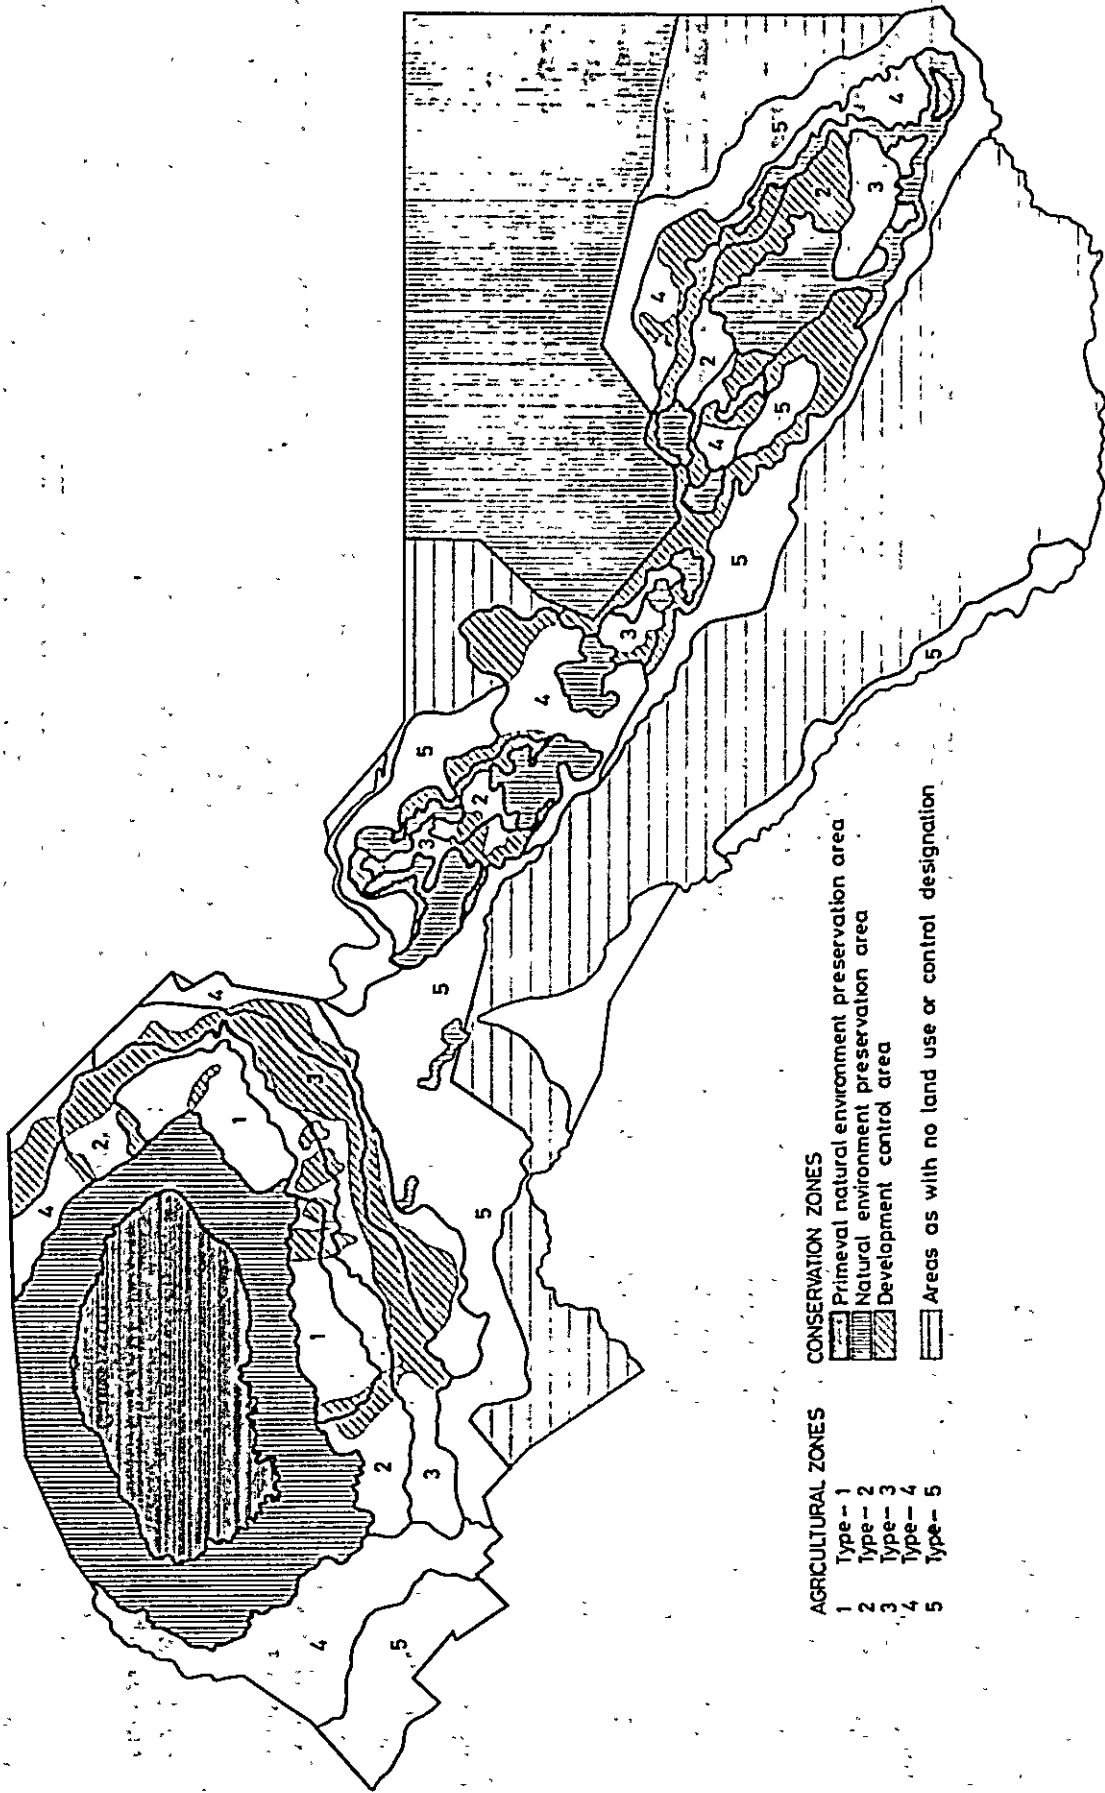 4
2
4
1
3
4
1
2
5
5
3
3
5
2
5
4
3
4
2
4
5
5
5
2
3
4
5
AGRICULTURAL ZONES
1 Type-1
2 Type-2
3 Type-3
4 Type-4
5 Type-5
CONSERVATION ZONES
Primeval natural environment preservation area
Natural environment preservation area
Development control area
Areas as with no land use or control designation